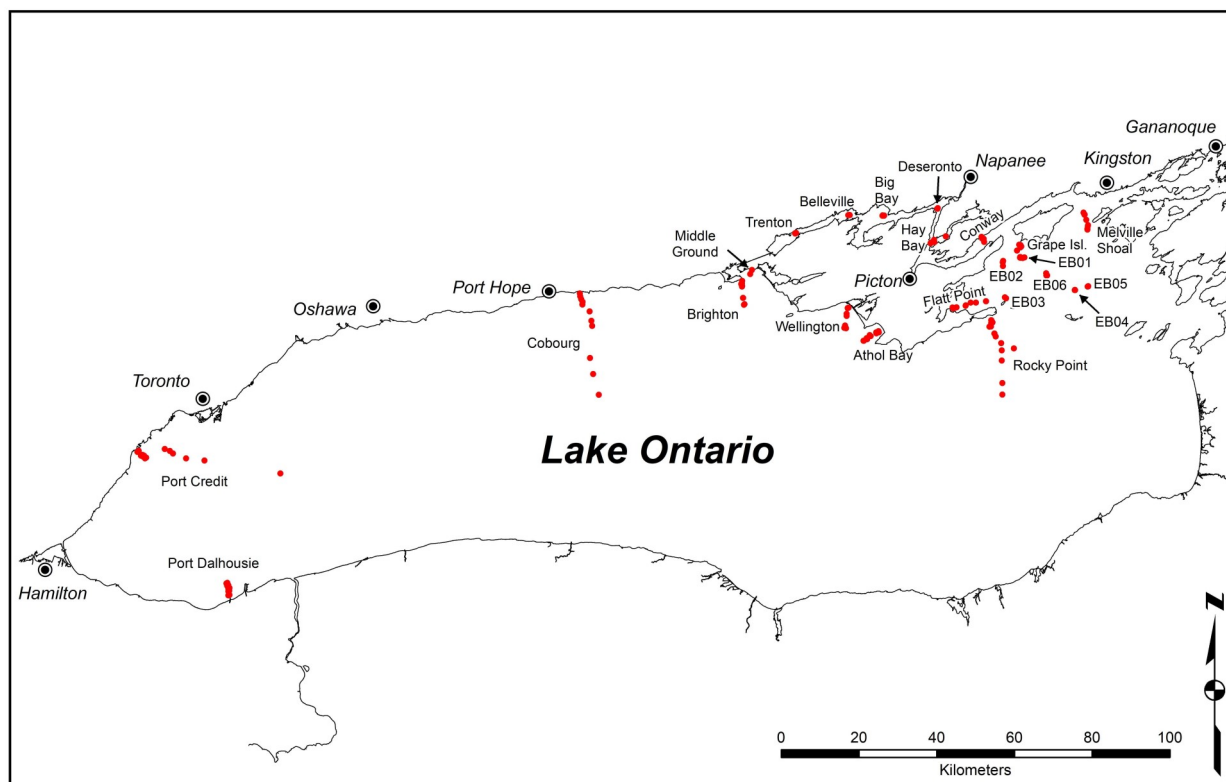 Gananoque
Napanee
Kingston
Deseronto
Big
Bay
Belleville
Trenton
Hay
Bay
Conway
Melville
Shoal
Grape Isl.
EB01
EB02
EB06
EB05
EB03
EB04
Middle
Ground
Picton
Flatt Point
Port Hope
Brighton
Oshawa
Wellington
Athol Bay
Cobourg
Rocky Point
Toronto
Lake Ontario
Port Credit
Port Dalhousie
Hamilton
N
0 20 40 60 80 100
Kilometers